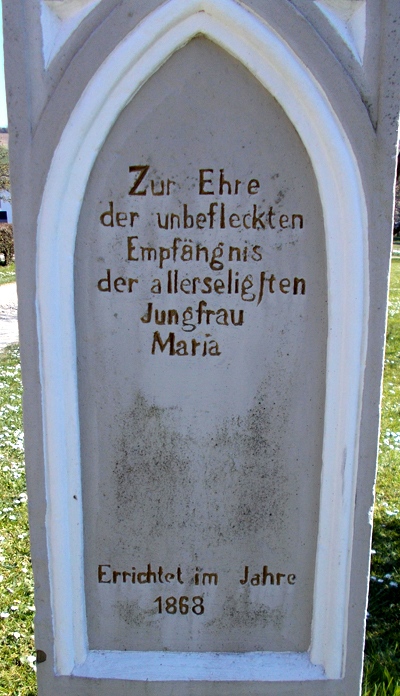 Zur Ehre
der unbefleckten
Empfängnis
der allerseligſten
Jungfrau
Maria
Errichtet im Jahre
1868